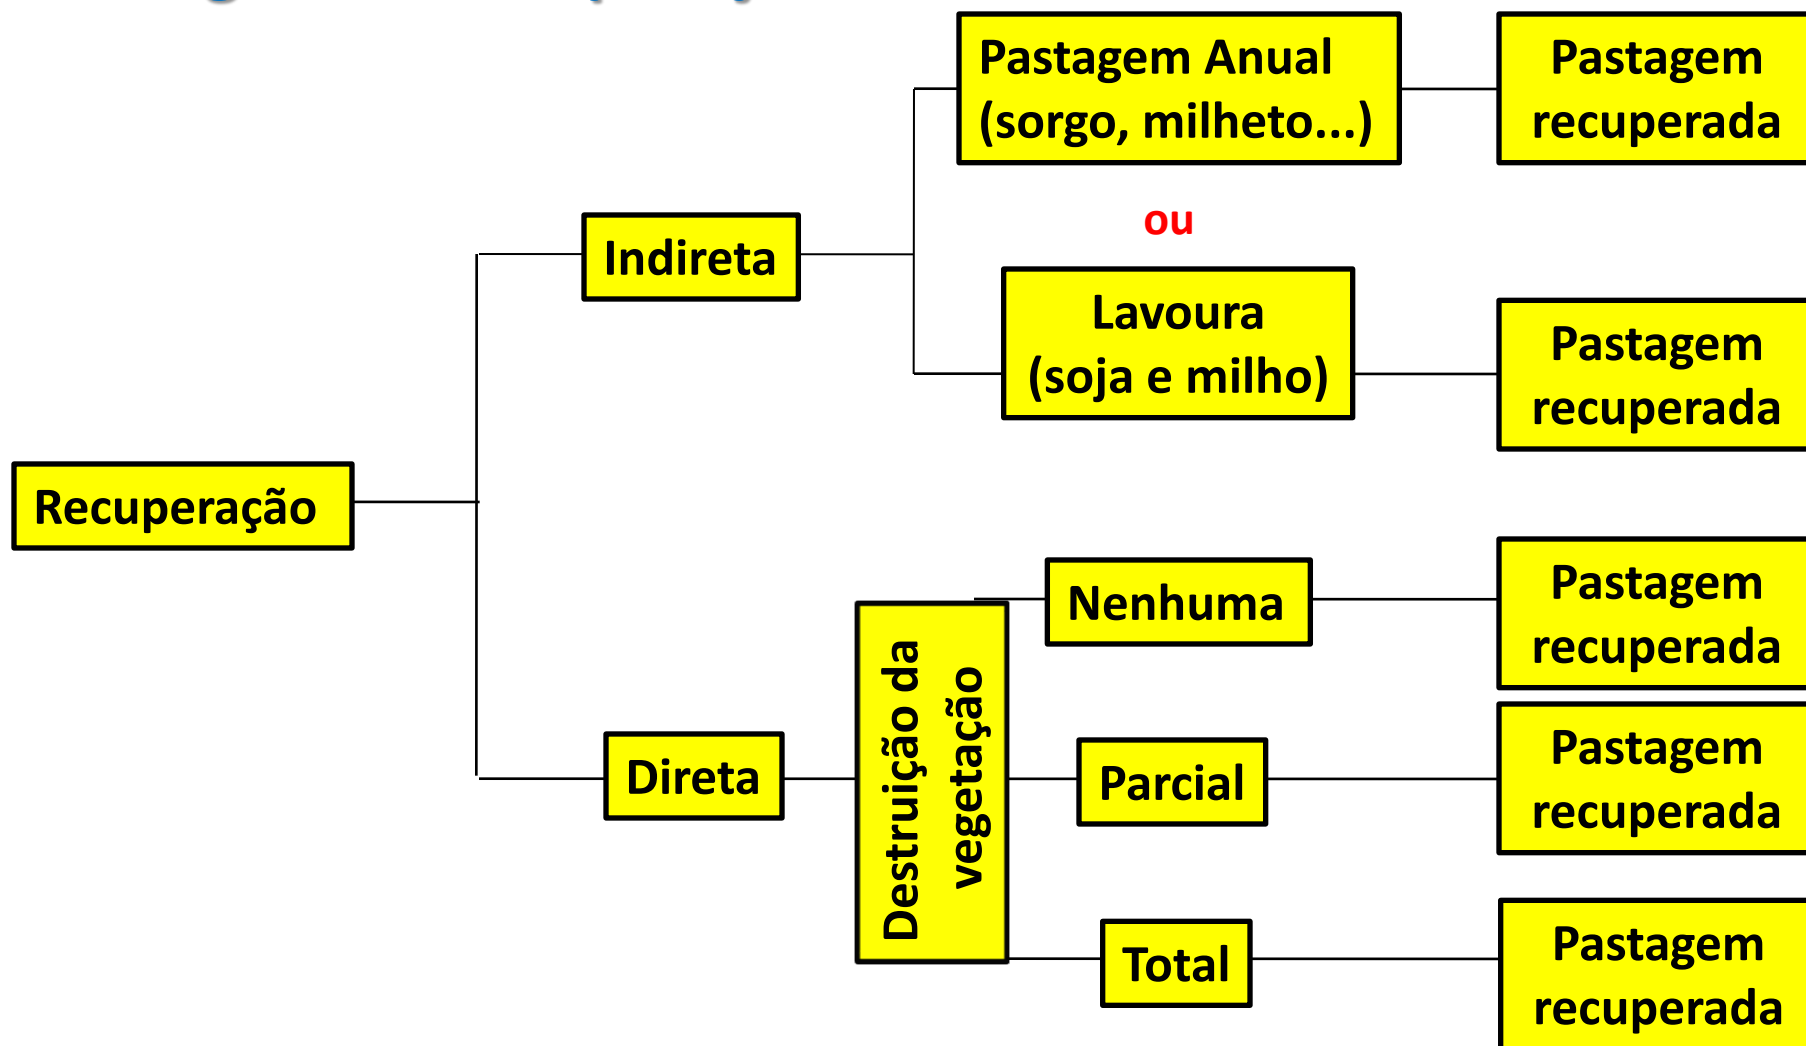 Pastagem Anual
(sorgo, milheto...)
Pastagem
recuperada
ou
Indireta
Lavoura
(soja e milho)
Pastagem
recuperada
Recuperação
Nenhuma
Pastagem
recuperada
Direta
Destruição da
vegetação
Parcial
Pastagem
recuperada
Total
Pastagem
recuperada